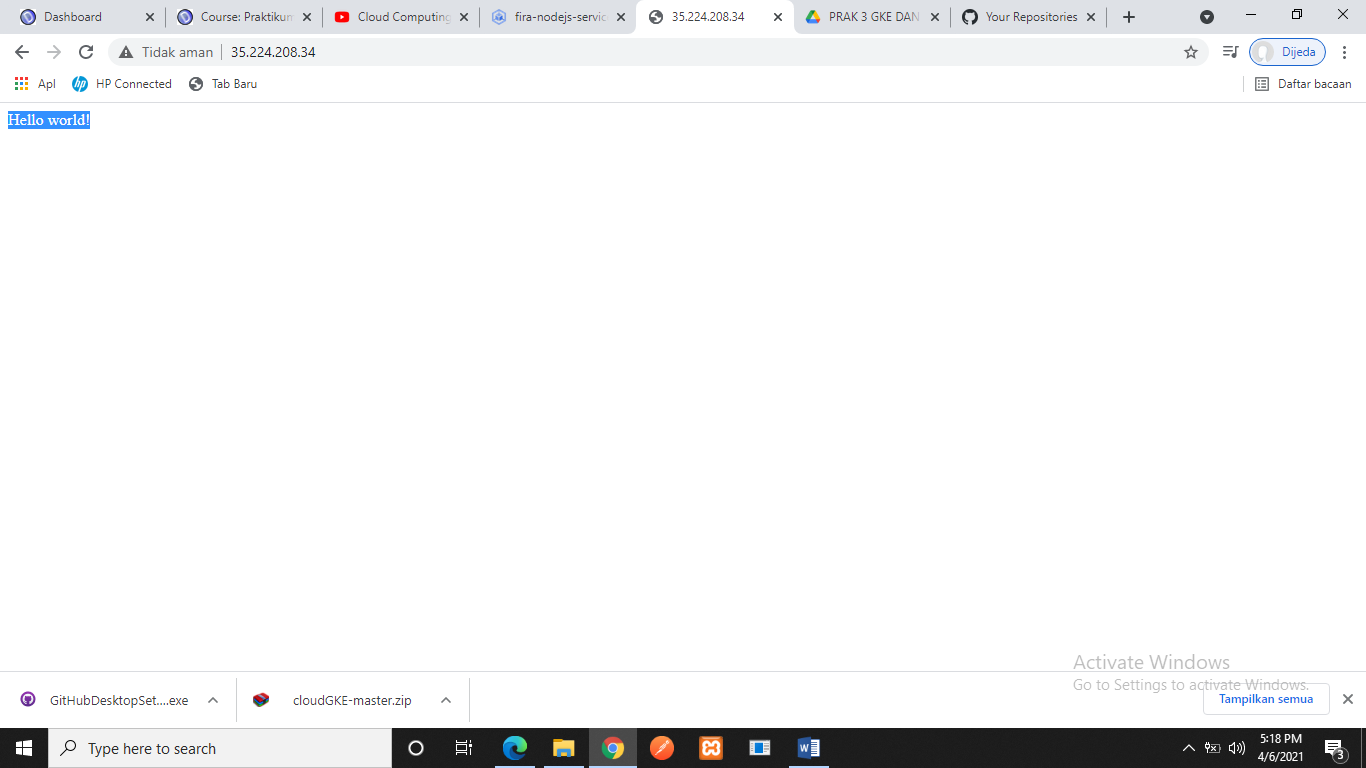 Dashboard
Course: Praktikun
Cloud Computing
fira-nodejs-servic
35.224.208.34
PRAK 3 GKE DAN
Your Repositories
Tidak aman
35.224.208.34
Dijeda
Apl
HP Connected
Tab Baru
Daftar bacaan
Hello world!
Activate Windows
Go to Settings to activate Windows.
GitHubDesktopSet....exe
cloudGKE-master.zip
Tampilkan semua
Type here to search
5:18 PM
4/6/2021
3